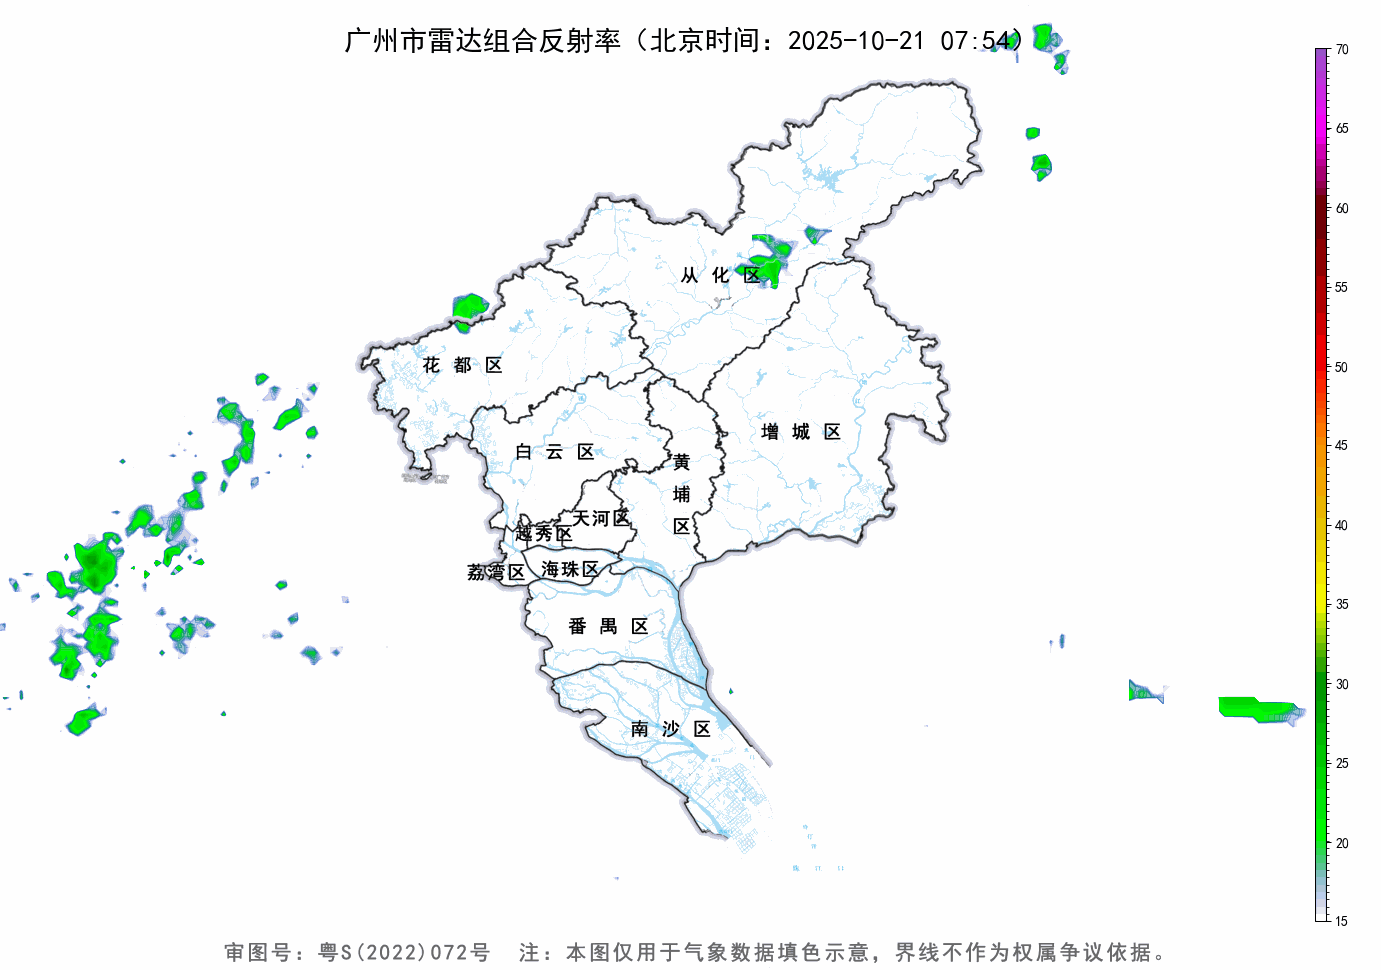 广州市雷达组合反射率（北京时间：2025-10-21 07:54）
70
65
60
55
50
45
40
35
30
25
20
15
从化区
花都区
增城区
白云区
黄埔区
天河区
越秀区
荔湾区
海珠区
番禺区
南沙区
审图号：粤S(2022)072号 注：本图仅用于气象数据填色示意，界线不作为权属争议依据。